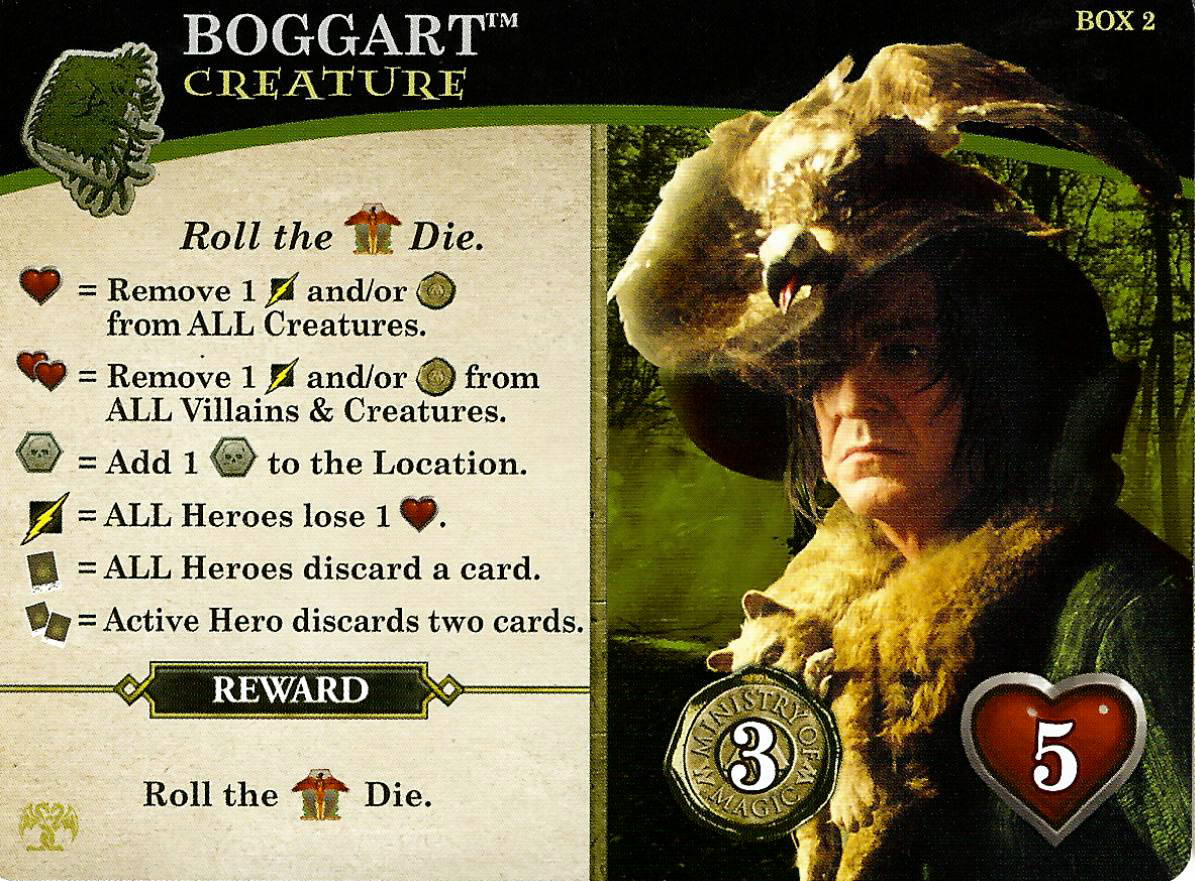 BOGGART™
CREATURE
BOX 2
Roll the Die.
= Remove 1 and/or
from ALL Creatures.
= Remove 1 and/or from
ALL Villains & Creatures.
= Add 1 to the Location.
= ALL Heroes lose 1 .
= ALL Heroes discard a card.
= Active Hero discards two cards.
REWARD
Roll the Die.
MINISTRY OF
MAGIC
3
5